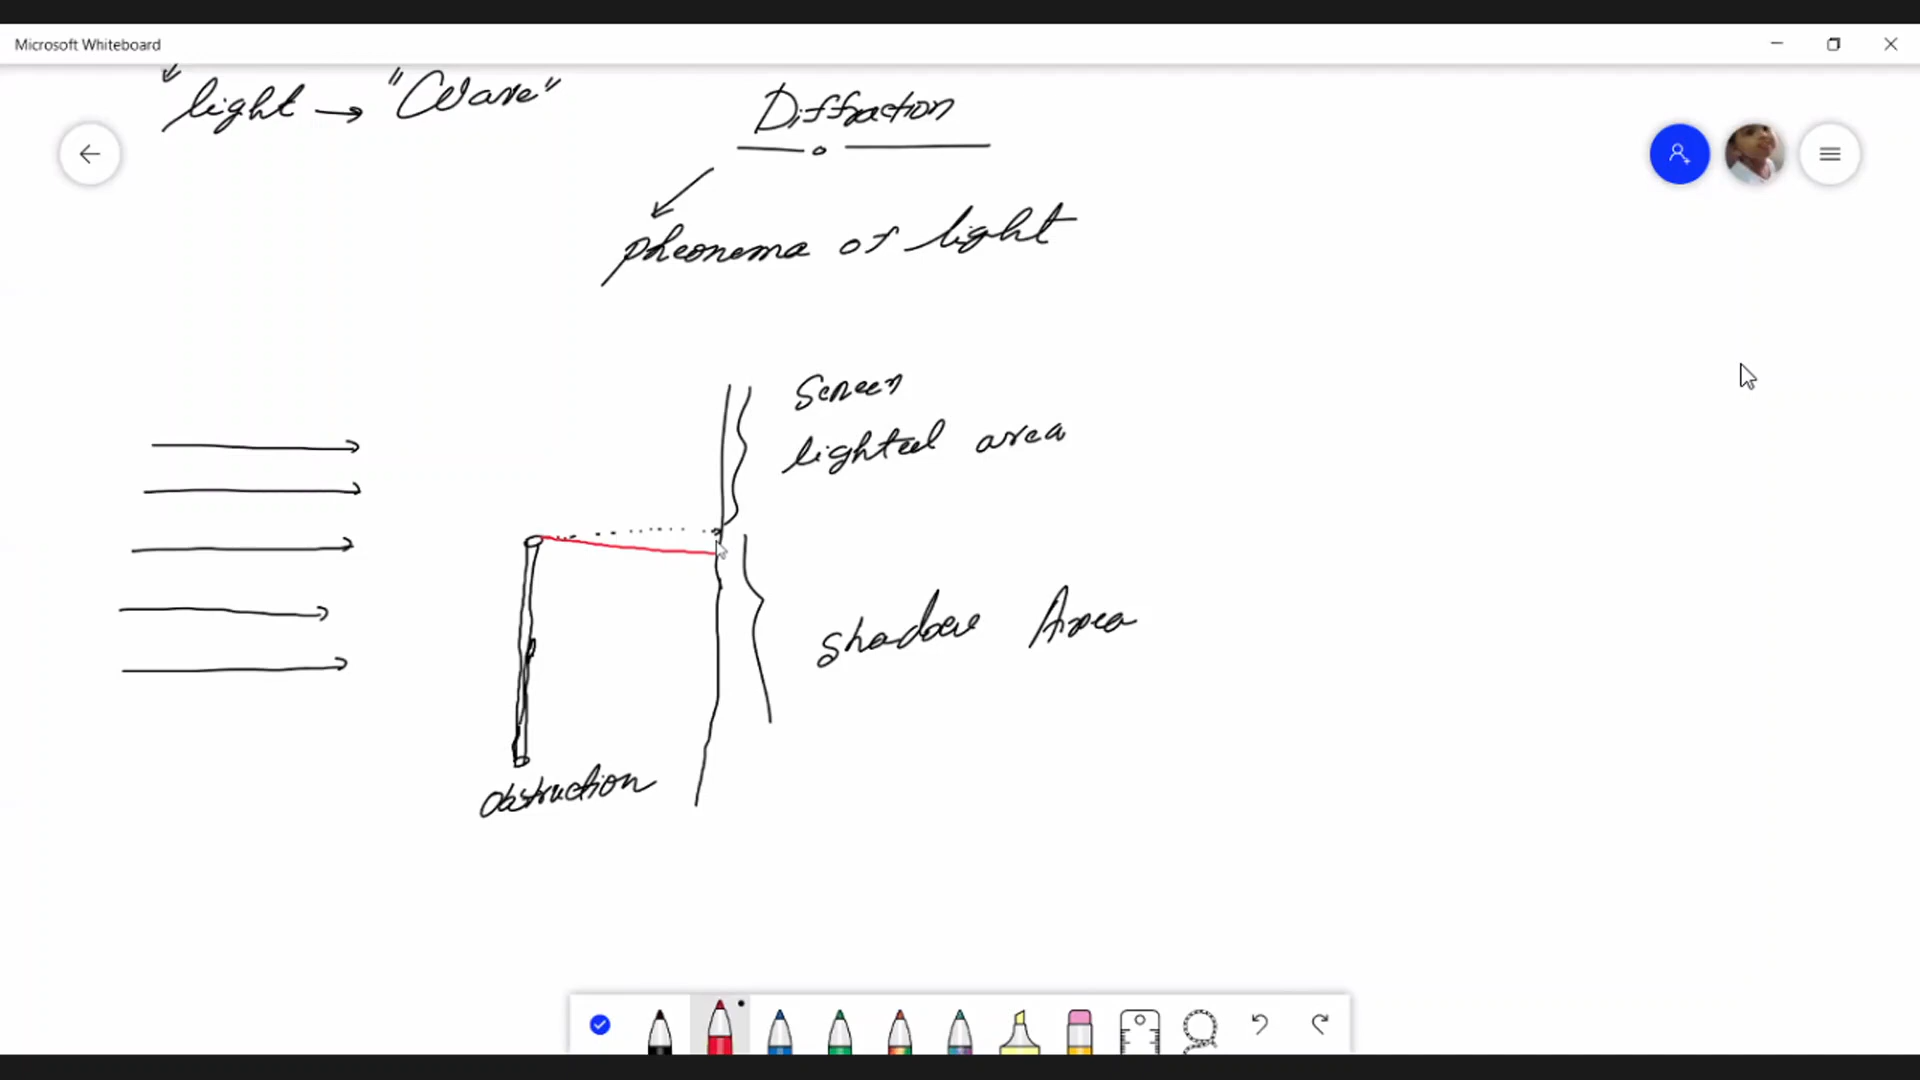 Microsoft Whiteboard
light → "Wave"
Diffraction
pheonema of light
Screen
lighted area
shadow Area
obstruction